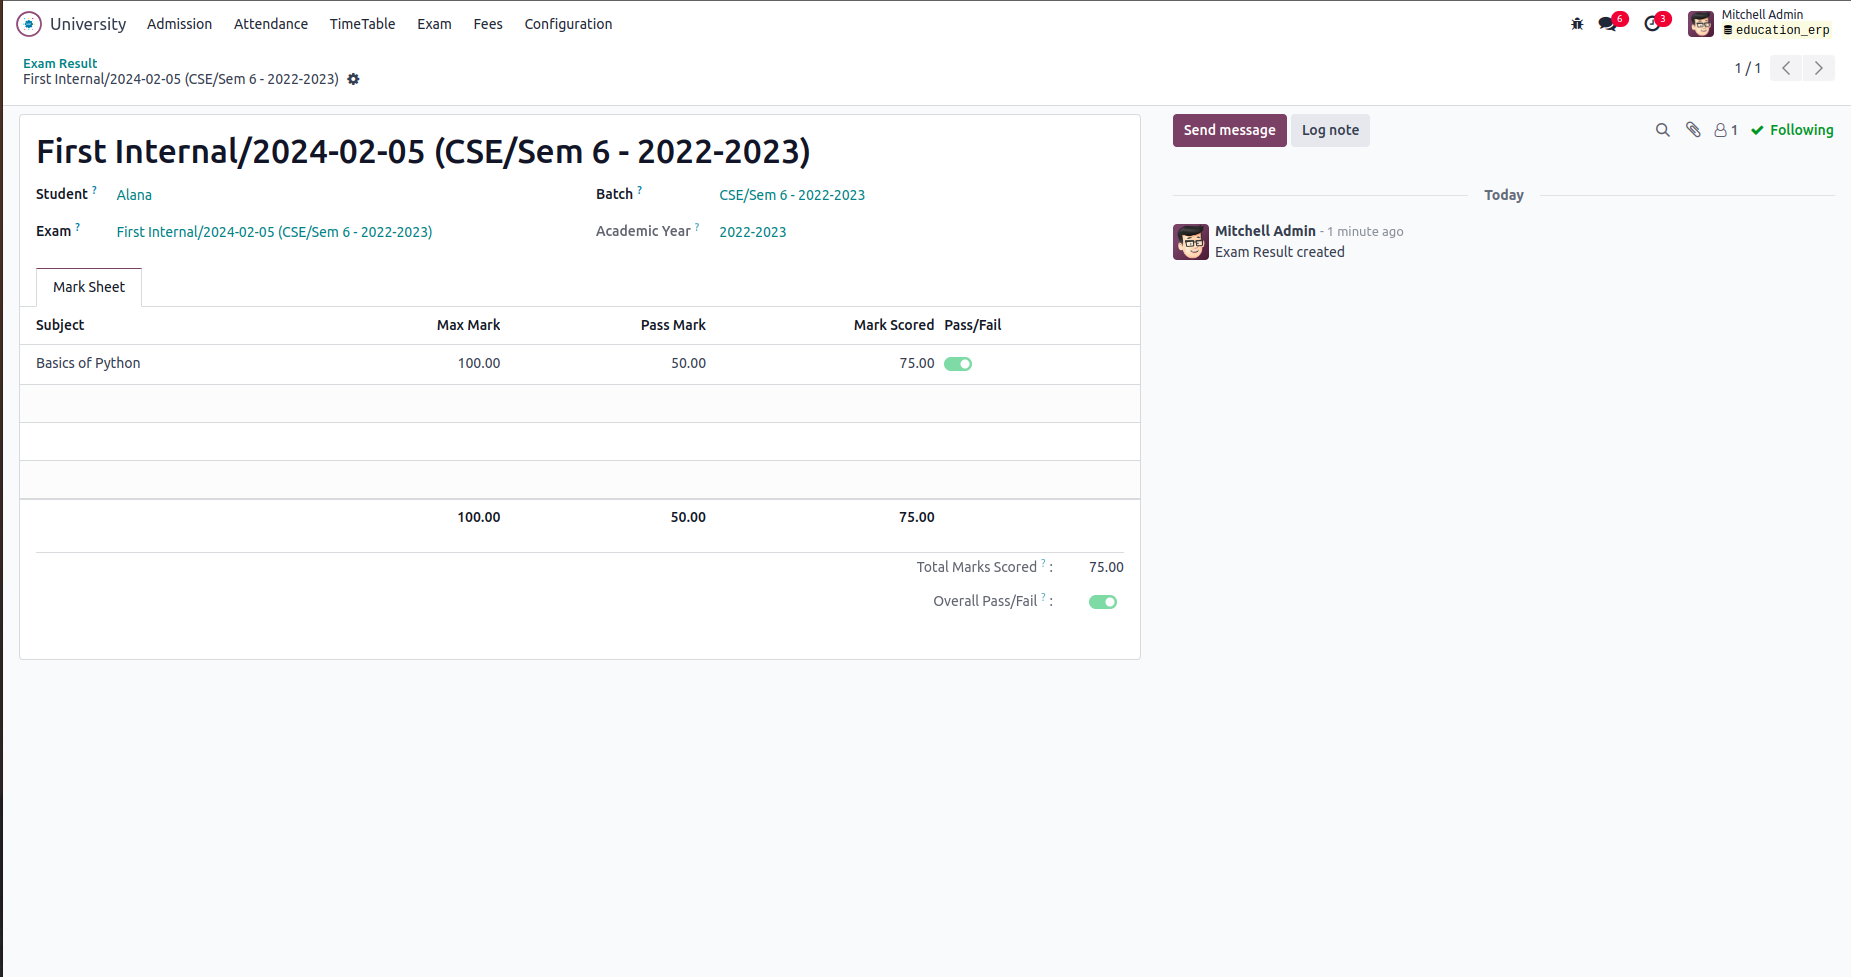 University Admission Attendance TimeTable Exam Fees Configuration 6 3 Mitchell Admin
education_erp
Exam Result
First Internal/2024-02-05 (CSE/Sem 6 - 2022-2023) 1 / 1
First Internal/2024-02-05 (CSE/Sem 6 - 2022-2023)
Student ? Alana Batch ? CSE/Sem 6 - 2022-2023
Exam ? First Internal/2024-02-05 (CSE/Sem 6 - 2022-2023) Academic Year ? 2022-2023
Mark Sheet
Subject Max Mark Pass Mark Mark Scored Pass/Fail
Basics of Python 100.00 50.00 75.00
100.00 50.00 75.00
Total Marks Scored ? : 75.00
Overall Pass/Fail ? :
Send message Log note 1 Following
Today
Mitchell Admin - 1 minute ago
Exam Result created